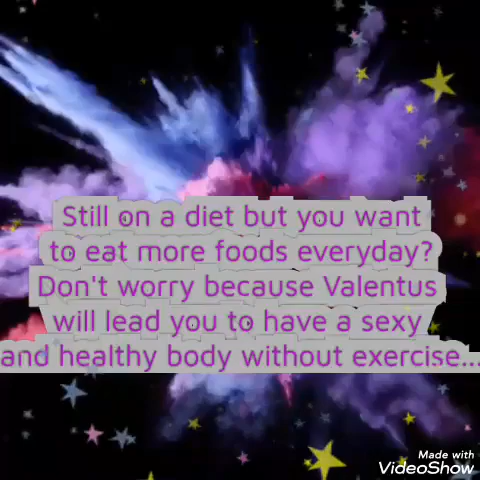 Still on a diet but you want
to eat more foods everyday?
Don't worry because Valentus
will lead you to have a sexy
and healthy body without exercise...
Made with
VideoShow